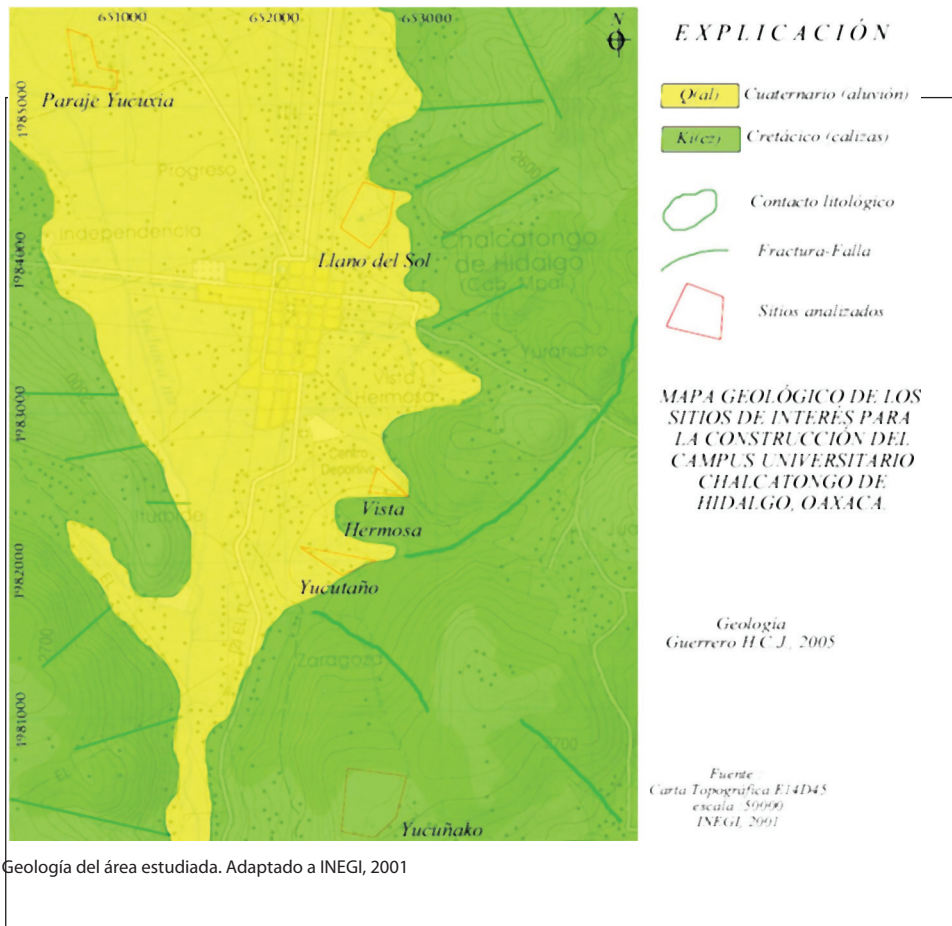 651000 652000 653000
N
Paraje Yucuxia
1985000
Progreso
2600
Independencia
Llano del Sol
Chalcatongo
de Hidalgo
(Cab. Mpal.)
1984000
Yurancho
Vista
Hermosa
1983000
Centro
Deportivo
Iturbide
Vista
Hermosa
Yucutaño
1982000
2700
Zaragoza
1981000
2700
Yucuñako
EXPLICACIÓN
Q(al) Cuaternario (aluvión)
Ki(cz) Cretácico (calizas)
Contacto litológico
Fractura-Falla
Sitios analizados
MAPA GEOLÓGICO DE LOS
SITIOS DE INTERÉS PARA
LA CONSTRUCCIÓN DEL
CAMPUS UNIVERSITARIO
CHALCATONGO DE
HIDALGO, OAXACA.
Geología
Guerrero H.C.J., 2005
Fuente:
Carta Topográfica E14D45
escala :50000
INEGI, 2001
Geología del área estudiada. Adaptado a INEGI, 2001